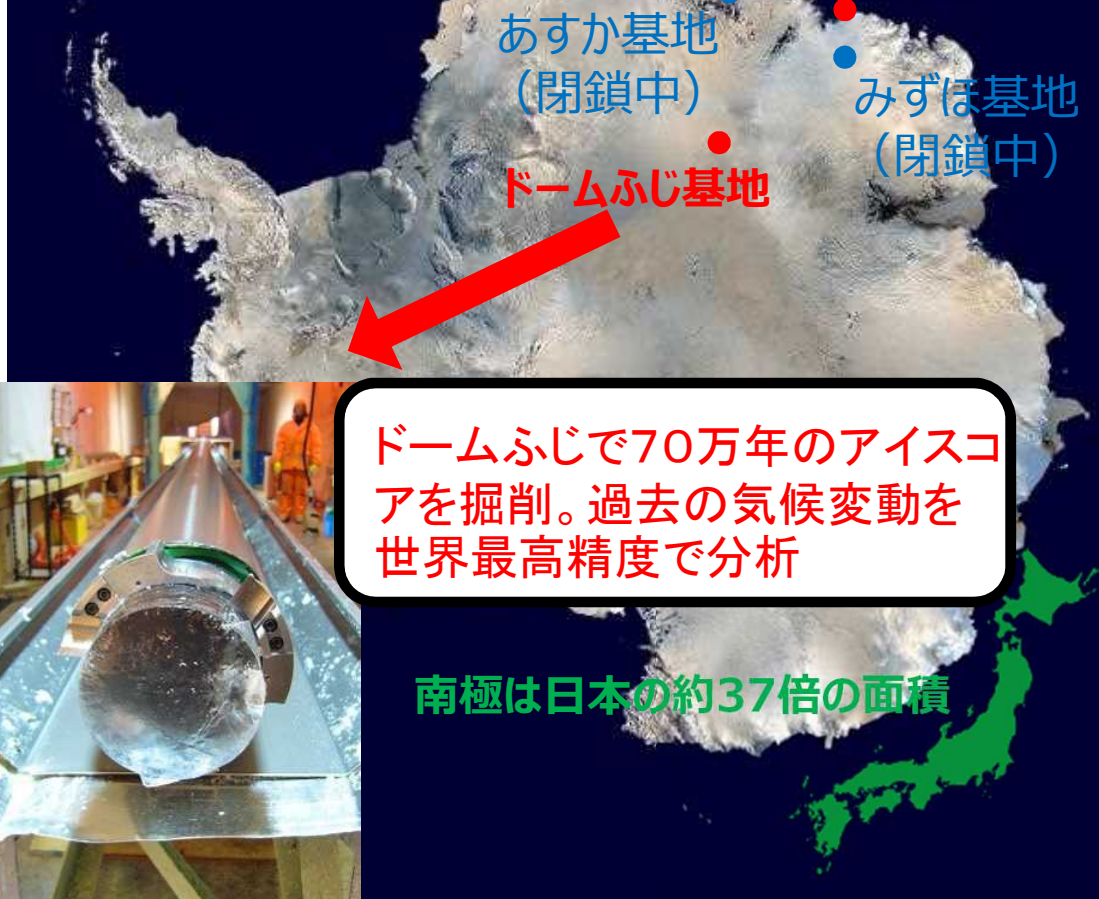 あすか基地
（閉鎖中）
みずほ基地
（閉鎖中）
ドームふじ基地
ドームふじで70万年のアイスコ
アを掘削。過去の気候変動を
世界最高精度で分析
南極は日本の約37倍の面積